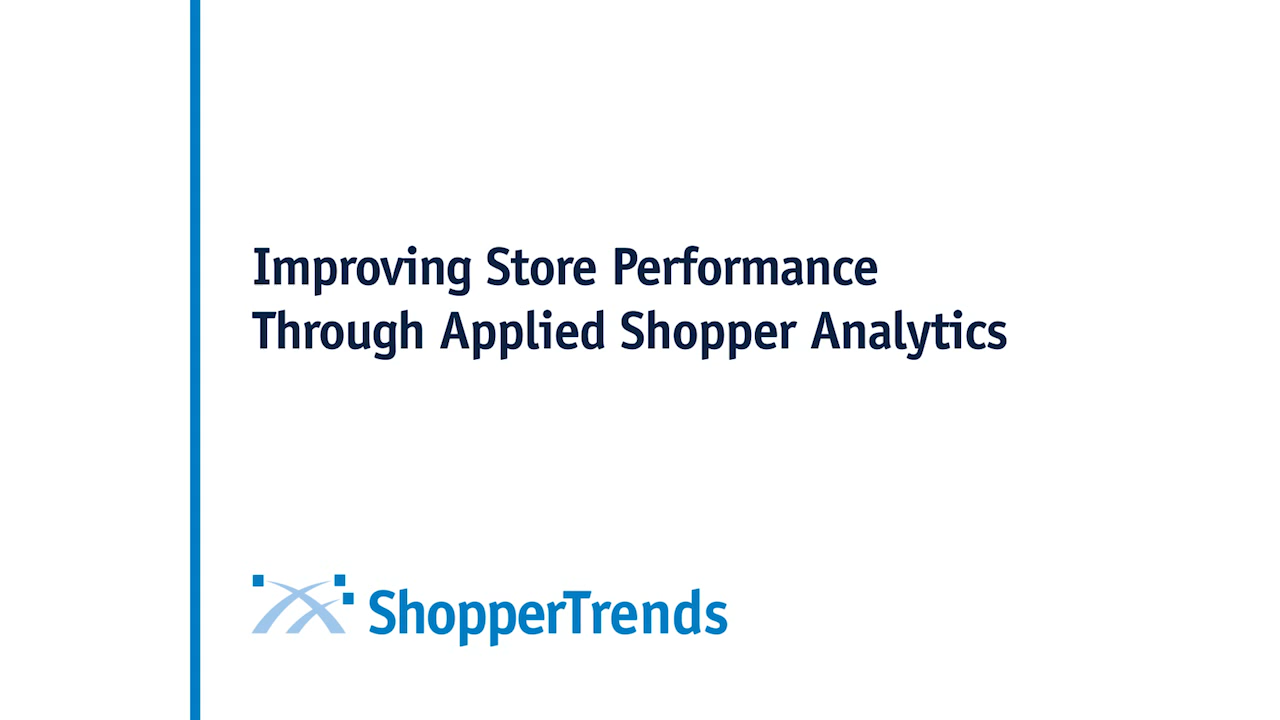 Improving Store Performance
Through Applied Shopper Analytics
ShopperTrends